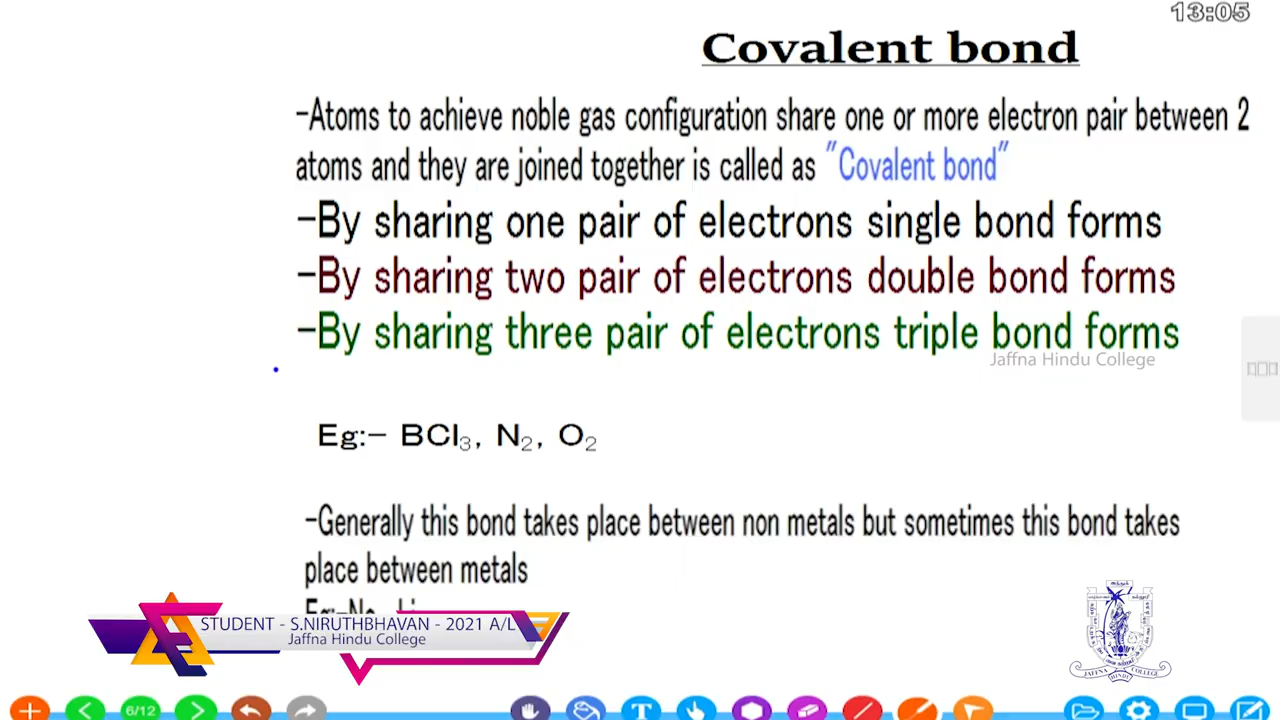 13:05
Covalent bond
-Atoms to achieve noble gas configuration share one or more electron pair between 2
atoms and they are joined together is called as "Covalent bond"
-By sharing one pair of electrons single bond forms
-By sharing two pair of electrons double bond forms
-By sharing three pair of electrons triple bond forms
Jaffna Hindu College
Eg:- BCl₃, N₂, O₂
-Generally this bond takes place between non metals but sometimes this bond takes
place between metals
STUDENT - S.NIRUTHBHAVAN - 2021 A/L
Jaffna Hindu College
JAFFNA HINDU COLLEGE
6/12